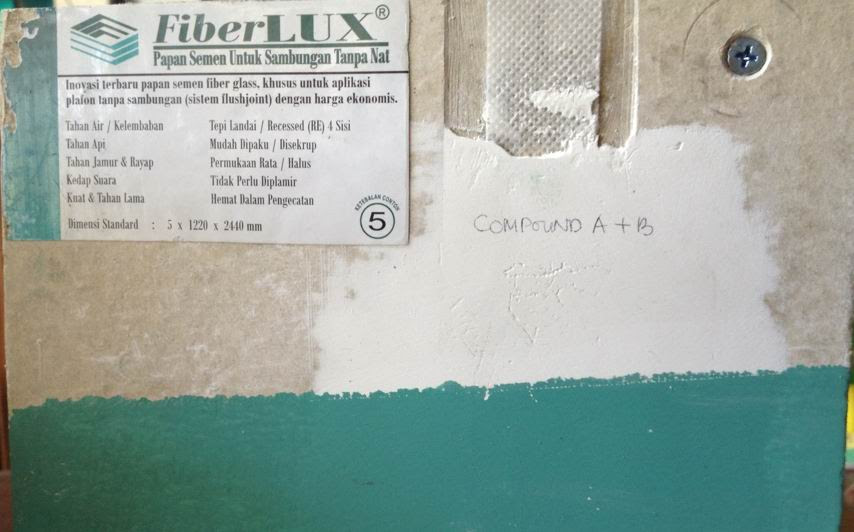 FiberLUX®
Papan Semen Untuk Sambungan Tanpa Nat
Inovasi terbaru papan semen fiber glass, khusus untuk aplikasi
plafon tanpa sambungan (sistem flushjoint) dengan harga ekonomis.
Tahan Air / Kelembaban
Tahan Api
Tahan Jamur & Rayap
Kedap Suara
Kuat & Tahan Lama
Tepi Landai / Recessed (RE) 4 Sisi
Mudah Dipaku / Disekrup
Permukaan Rata / Halus
Tidak Perlu Diplamir
Hemat Dalam Pengecatan
Dimensi Standard : 5 x 1220 x 2440 mm
KETEBALAN CONTOH
5
COMPOUND A + B